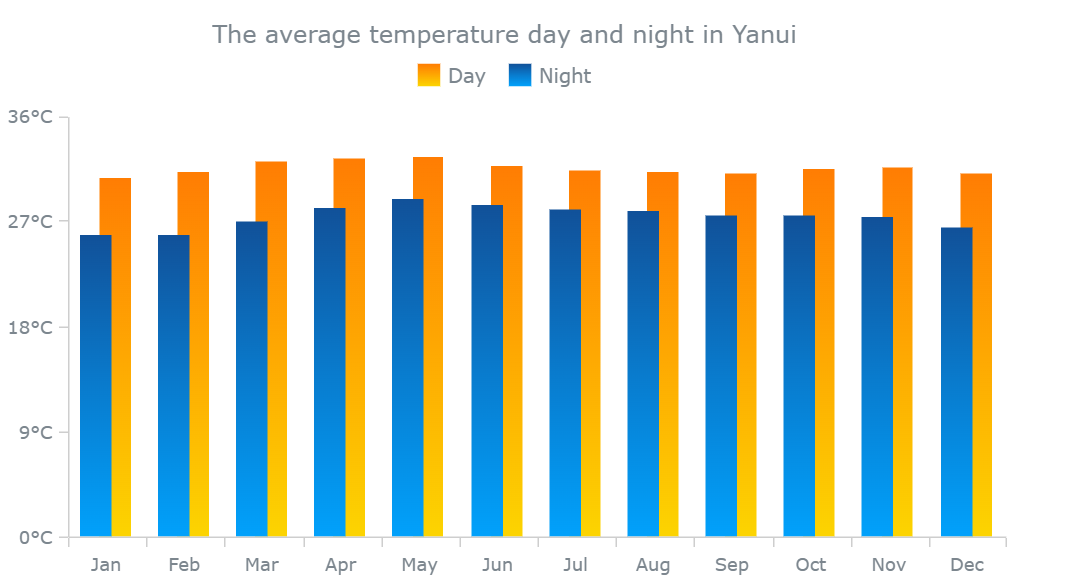 The average temperature day and night in Yanui
Day Night
36°C
27°C
18°C
9°C
0°C
Jan Feb Mar Apr May Jun Jul Aug Sep Oct Nov Dec